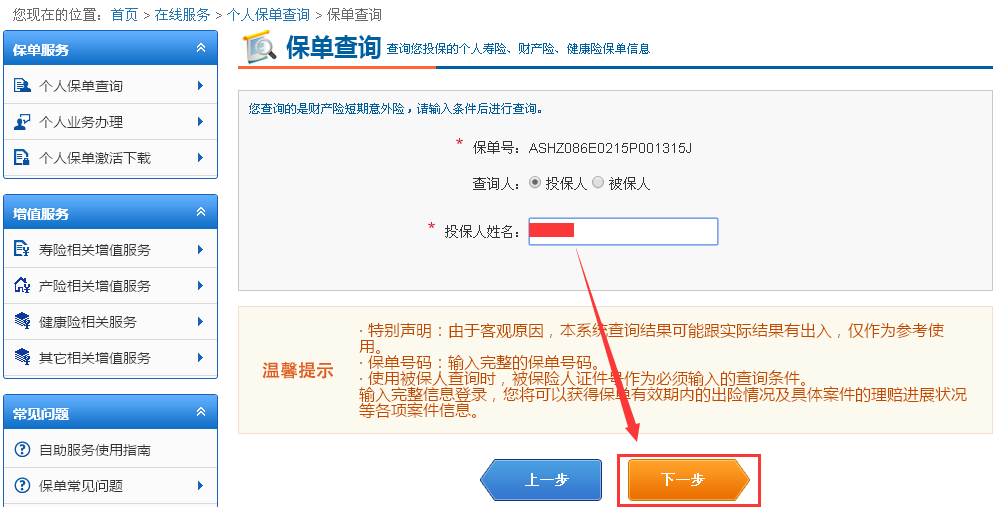 您现在的位置：首页 > 在线服务 > 个人保单查询 > 保单查询
保单服务
个人保单查询
个人业务办理
个人保单激活下载
增值服务
寿险相关增值服务
产险相关增值服务
健康险相关服务
其它相关增值服务
常见问题
自助服务使用指南
保单常见问题
保单查询 查询您投保的个人寿险、财产险、健康险保单信息
您查询的是财产险短期意外险，请输入条件后进行查询。
* 保单号：ASHZ086E0215P001315J
查询人：投保人 被保人
* 投保人姓名：
温馨提示
· 特别声明：由于客观原因，本系统查询结果可能跟实际结果有出入，仅作为参考使
用。
· 保单号码：输入完整的保单号码。
· 使用被保人查询时，被保险人证件号作为必须输入的查询条件。
输入完整信息登录，您将可以获得保单有效期内的出险情况及具体案件的理赔进展状况
等各项案件信息。
上一步
下一步